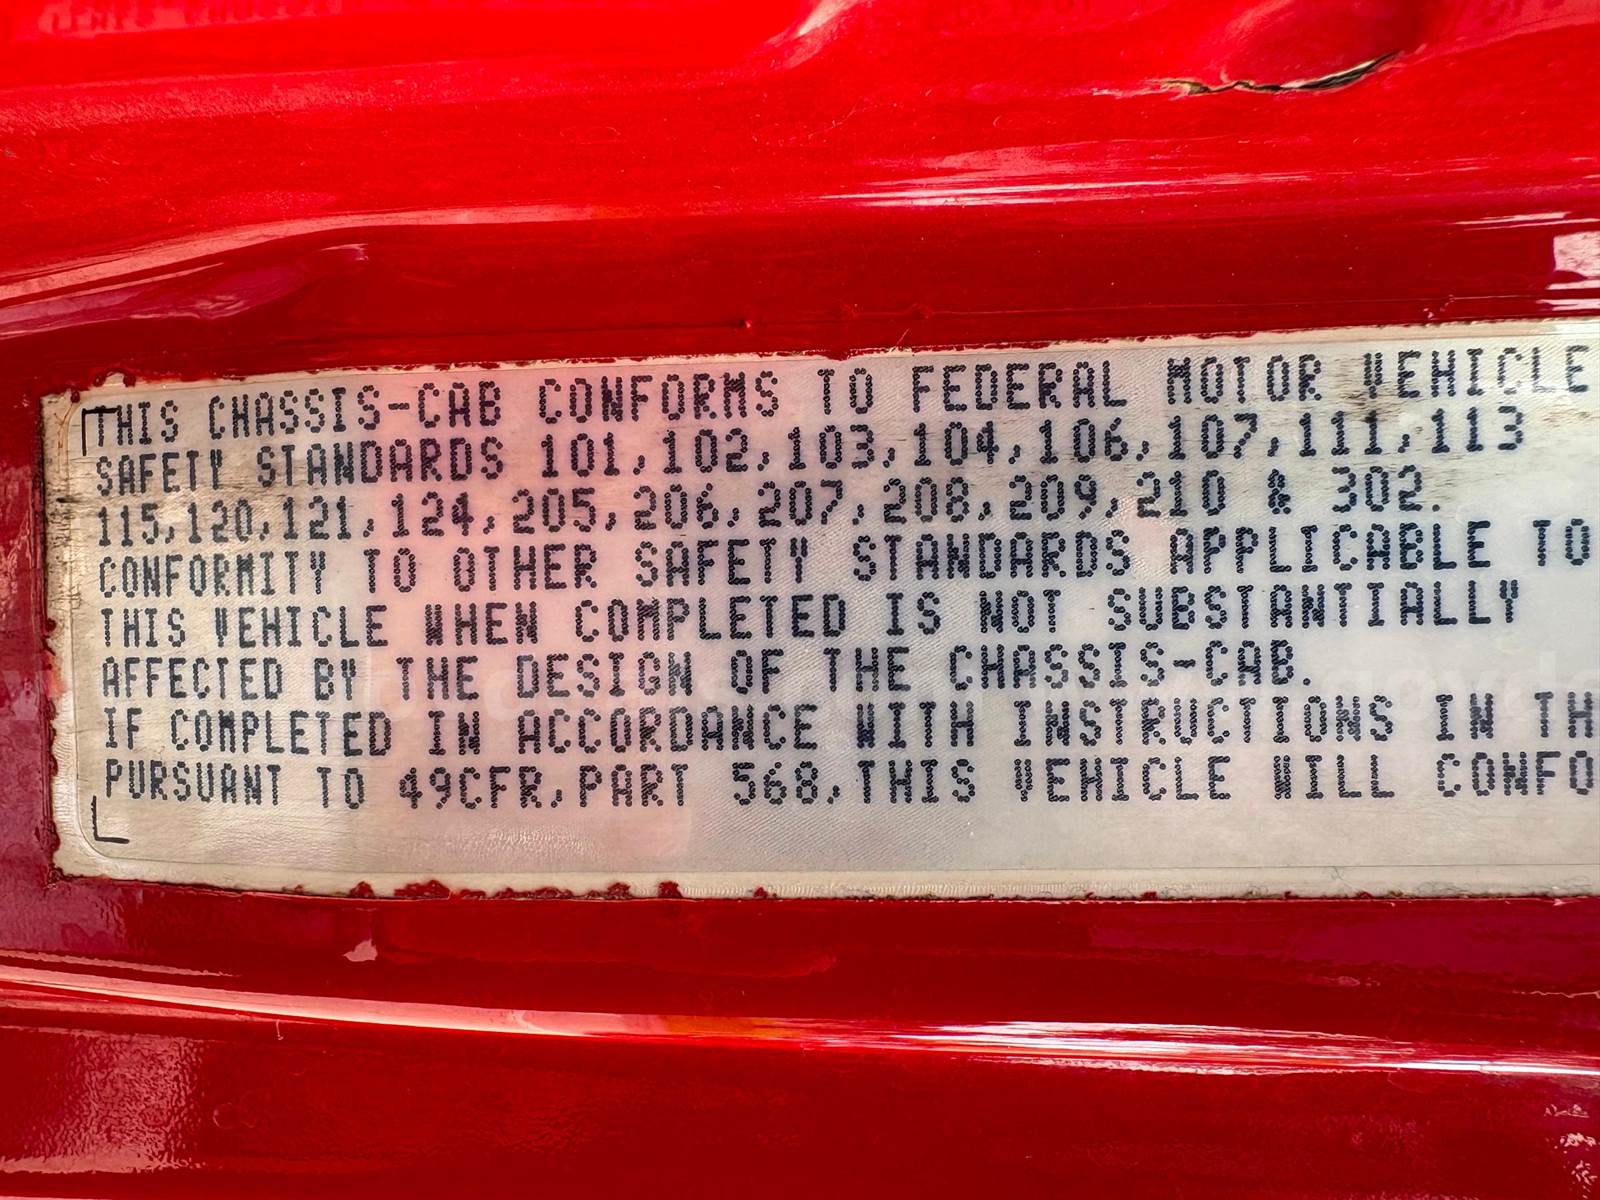 THIS CHASSIS-CAB CONFORMS TO FEDERAL MOTOR VEHICLE
SAFETY STANDARDS 101,102,103,104,106,107,111,113
115,120,121,124,205,206,207,208,209,210 & 302.
CONFORMITY TO OTHER SAFETY STANDARDS APPLICABLE TO
THIS VEHICLE WHEN COMPLETED IS NOT SUBSTANTIALLY
AFFECTED BY THE DESIGN OF THE CHASSIS-CAB.
IF COMPLETED IN ACCORDANCE WITH INSTRUCTIONS IN TH
PURSUANT TO 49CFR,PART 568,THIS VEHICLE WILL CONFO